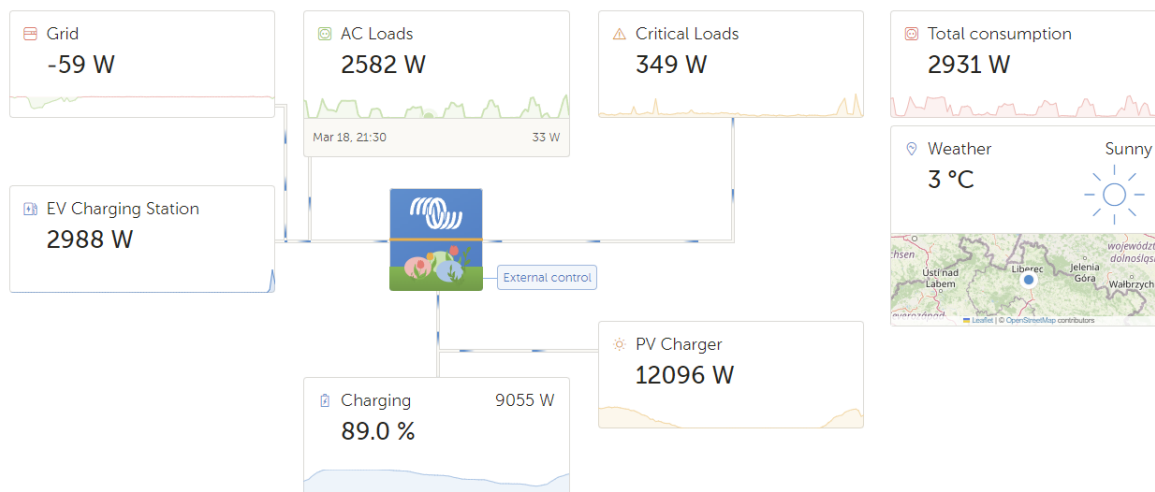 Grid
-59 W
AC Loads
2582 W
Mar 18, 21:30 33 W
Critical Loads
349 W
Total consumption
2931 W
EV Charging Station
2988 W
Weather Sunny
3 °C
województwo
dolnośląs
Ústí nad
Labem
Liberec
Jelenia
Góra
Wałbrzych
Leaflet | © OpenStreetMap contributors
External control
PV Charger
12096 W
Charging 9055 W
89.0 %